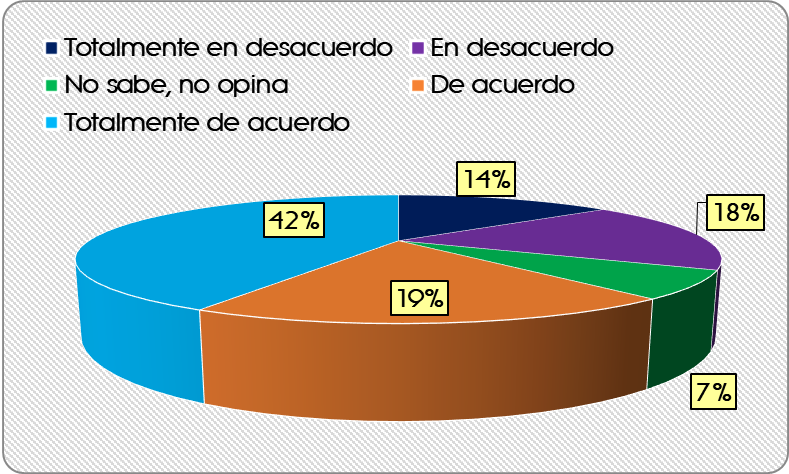 Totalmente en desacuerdo En desacuerdo
No sabe, no opina De acuerdo
Totalmente de acuerdo
14%
42% 18%
19%
7%